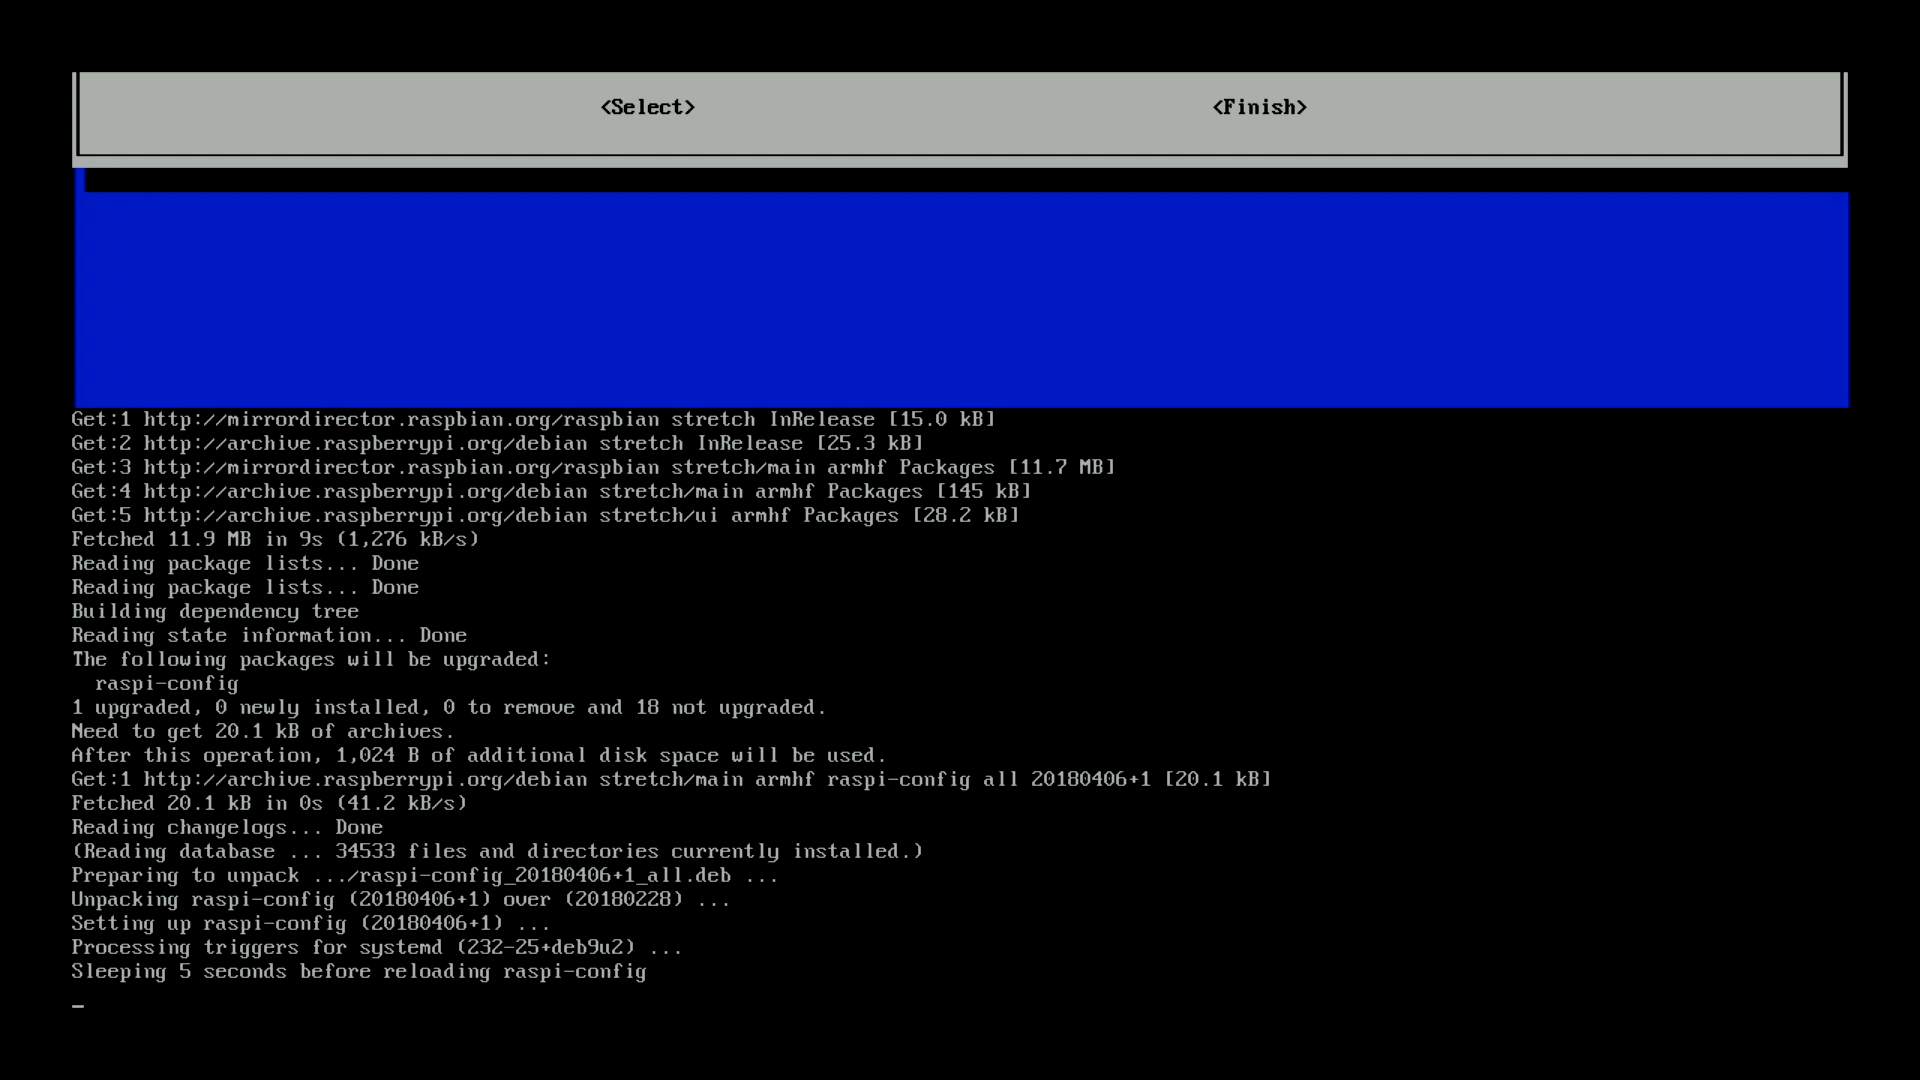 <Select> <Finish>
Get:1 http://mirrordirector.raspbian.org/raspbian stretch InRelease [15.0 kB]
Get:2 http://archive.raspberrypi.org/debian stretch InRelease [25.3 kB]
Get:3 http://mirrordirector.raspbian.org/raspbian stretch/main armhf Packages [11.7 MB]
Get:4 http://archive.raspberrypi.org/debian stretch/main armhf Packages [145 kB]
Get:5 http://archive.raspberrypi.org/debian stretch/ui armhf Packages [28.2 kB]
Fetched 11.9 MB in 9s (1,276 kB/s)
Reading package lists... Done
Reading package lists... Done
Building dependency tree
Reading state information... Done
The following packages will be upgraded:
  raspi-config
1 upgraded, 0 newly installed, 0 to remove and 18 not upgraded.
Need to get 20.1 kB of archives.
After this operation, 1,024 B of additional disk space will be used.
Get:1 http://archive.raspberrypi.org/debian stretch/main armhf raspi-config all 20180406+1 [20.1 kB]
Fetched 20.1 kB in 0s (41.2 kB/s)
Reading changelogs... Done
(Reading database ... 34533 files and directories currently installed.)
Preparing to unpack .../raspi-config_20180406+1_all.deb ...
Unpacking raspi-config (20180406+1) over (20180228) ...
Setting up raspi-config (20180406+1) ...
Processing triggers for systemd (232-25+deb9u2) ...
Sleeping 5 seconds before reloading raspi-config
_